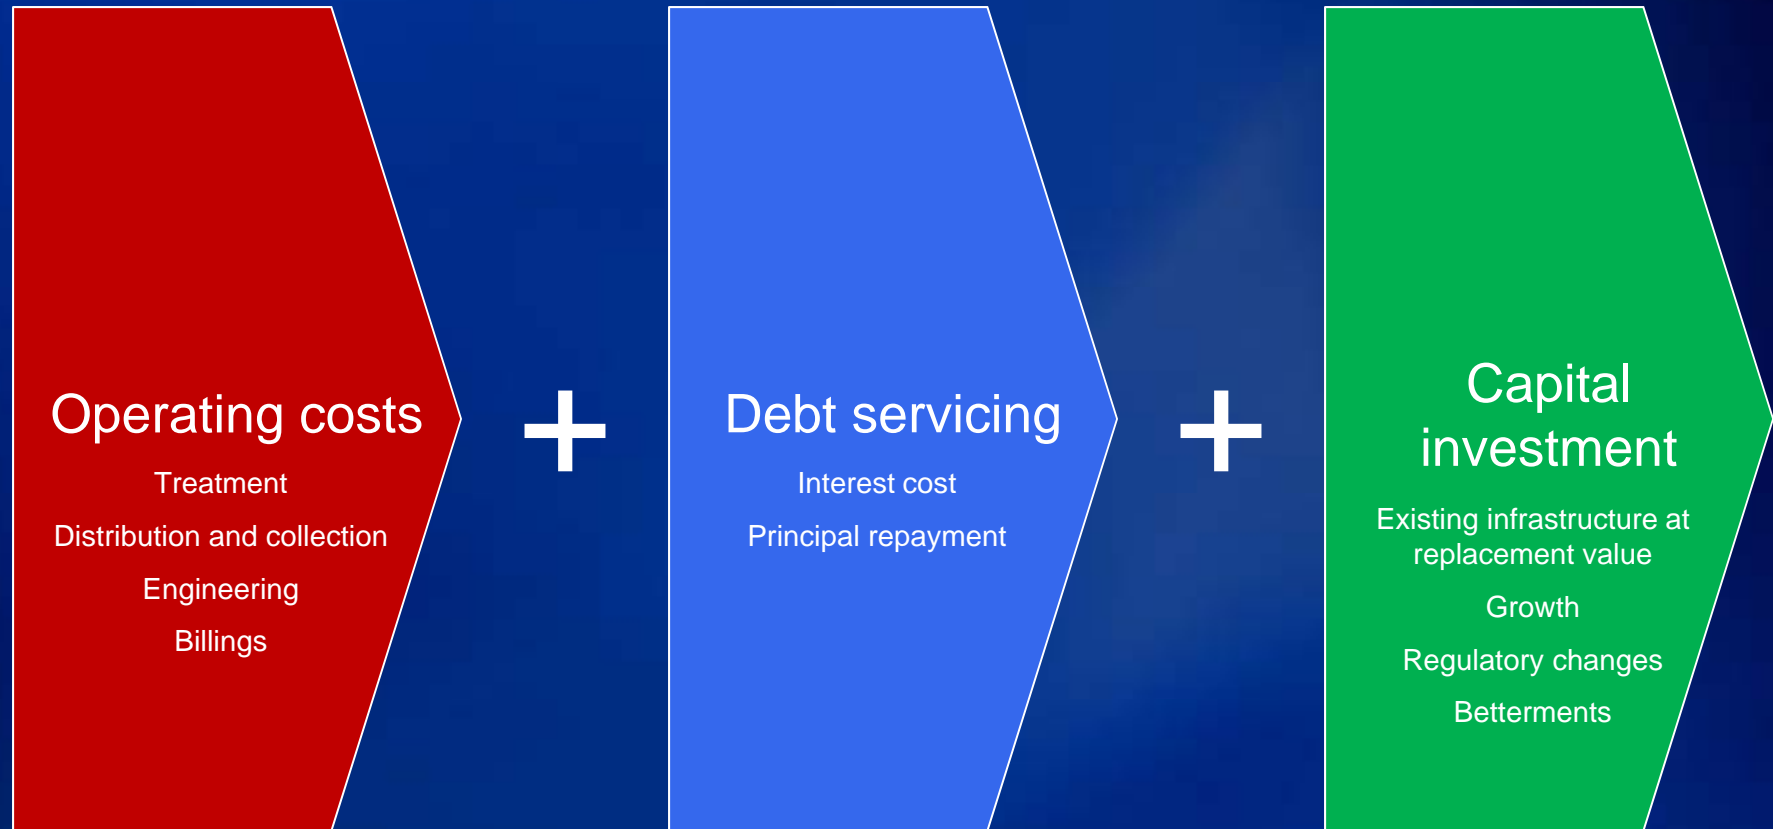 Operating costs
Treatment
Distribution and collection
Engineering
Billings
+
Debt servicing
Interest cost
Principal repayment
+
Capital
investment
Existing infrastructure at
replacement value
Growth
Regulatory changes
Betterments